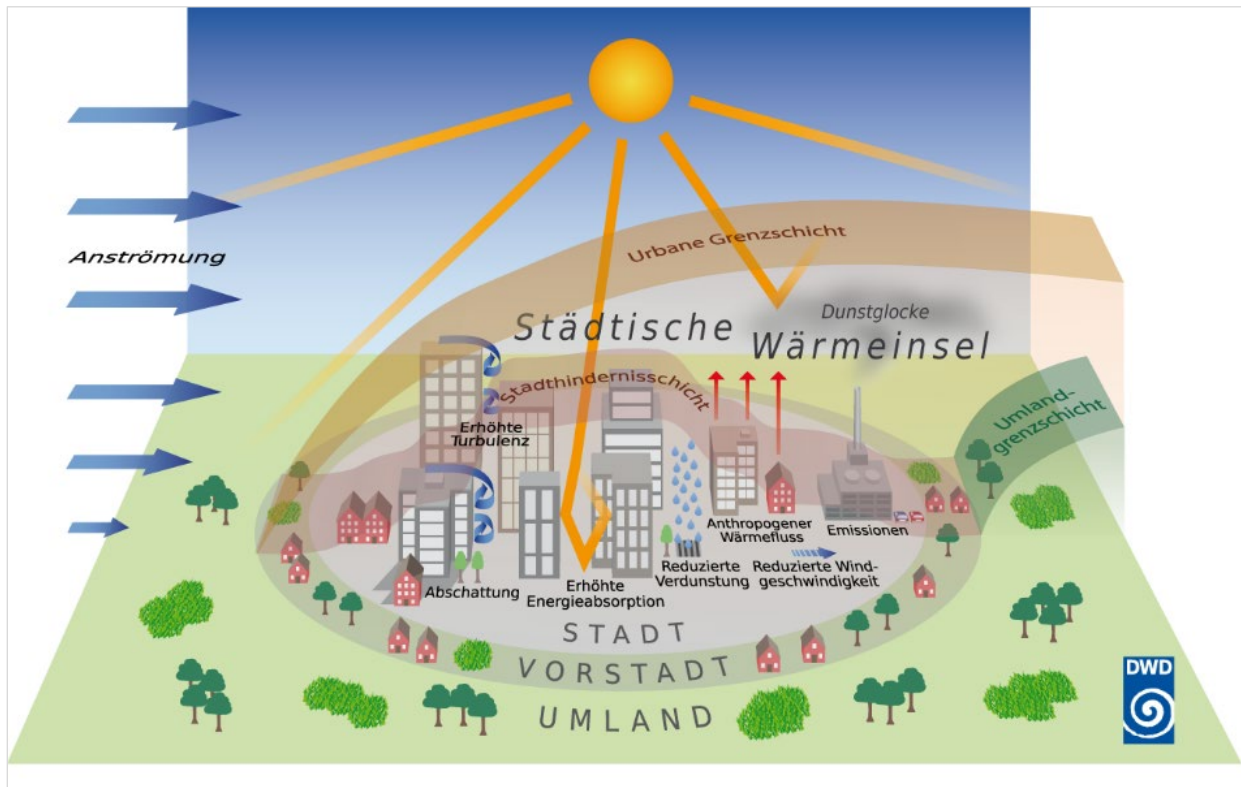 Urbane Grenzschicht
Anströmung
Dunstglocke
Städtische
Wärmeinsel
Stadthindernisschicht
Umland-
grenzschicht
Erhöhte
Turbulenz
Anthropogener
Wärmefluss
Emissionen
Reduzierte
Verdunstung
Reduzierte Wind-
geschwindigkeit
Abschattung
Erhöhte
Energieabsorption
STADT
VORSTADT
UMLAND
DWD